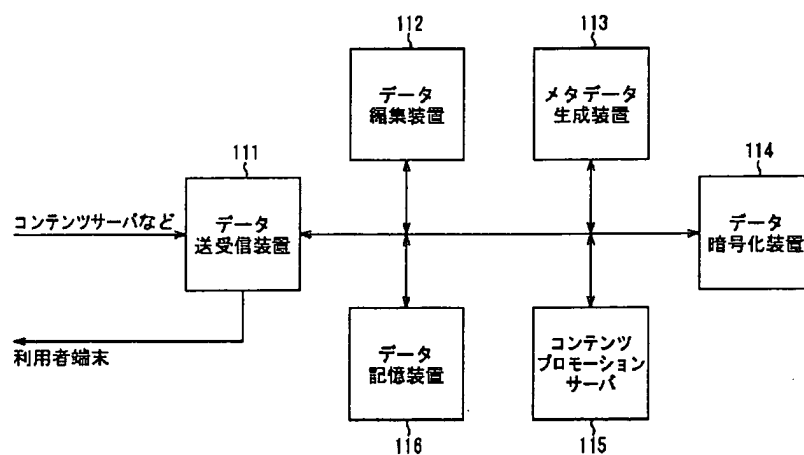 112
データ
編集装置
113
メタデータ
生成装置
111
データ
送受信装置
114
データ
暗号化装置
コンテンツサーバなど
利用者端末
データ
記憶装置
116
コンテンツ
プロモーション
サーバ
115